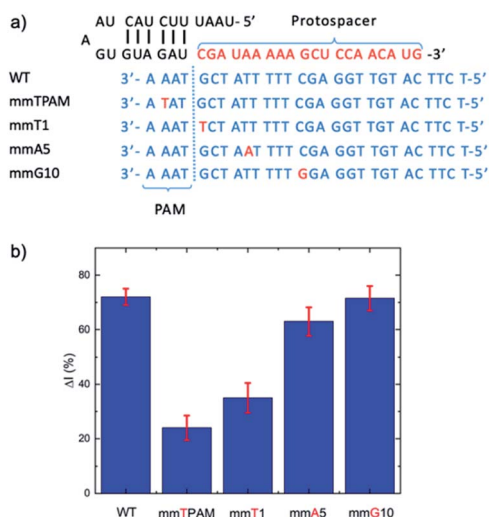 a)
AU CAUCUU UAAU- 5' Protospacer
A
GU GUA GAU CGA UAA AAA GCU CCA ACA UG -3'
WT 3'- A AAT GCT ATT TTT CGA GGT TGT AC TTC T-5'
mmTPAM 3'- A TAT GCT ATT TTT CGA GGT TGT AC TTC T-5'
mmT1 3'- A AAT TCT ATT TTT CGA GGT TGT AC TTC T-5'
mmA5 3'- A AAT GCT AAT TTT CGA GGT TGT AC TTC T-5'
mmG10 3'- A AAT GCT ATT TTT GGA GGT TGT AC TTC T-5'
PAM
b)
80
60
40
20
0
ΔI (%)
WT mmTPAM mmT1 mmA5 mmG10